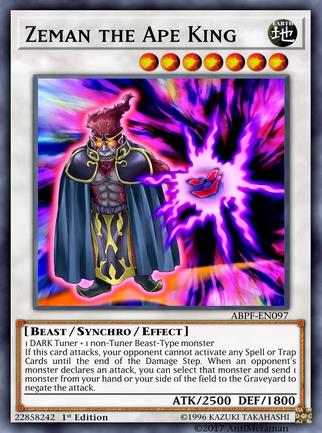 ZEMAN THE APE KING
EARTH
地
ABPF-EN097
[BEAST / SYNCHRO / EFFECT]
1 DARK Tuner + 1 non-Tuner Beast-Type monster
If this card attacks, your opponent cannot activate any Spell or Trap
Cards until the end of the Damage Step. When an opponent's
monster declares an attack, you can select that monster and send 1
monster from your hand or your side of the field to the Graveyard to
negate the attack.
ATK/2500 DEF/1800
22858242 1st Edition ©1996 KAZUKI TAKAHASHI
©2017 AntiMetaman